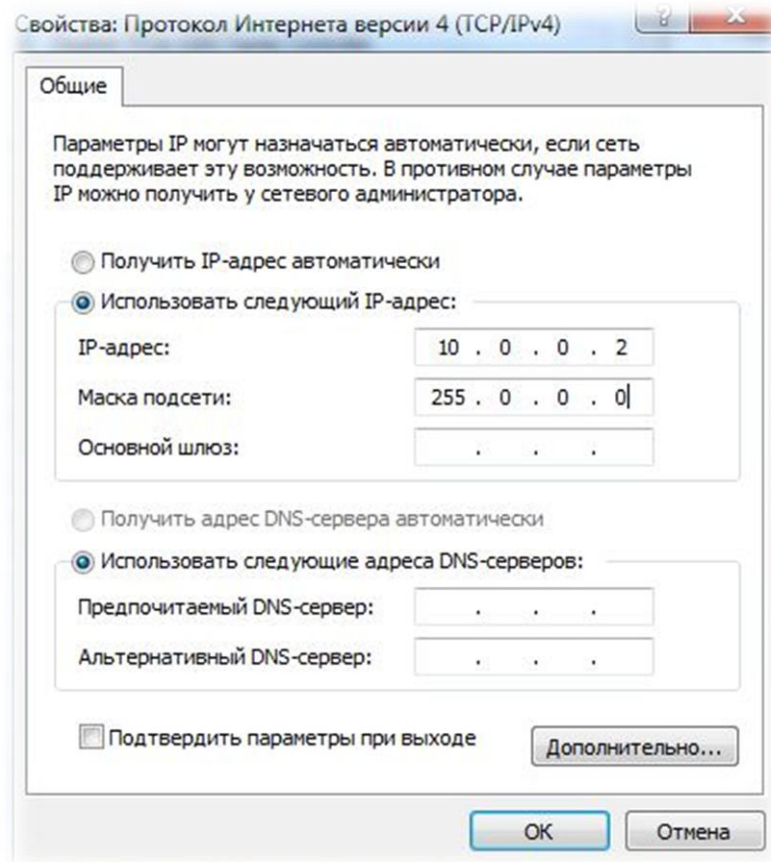 Свойства: Протокол Интернета версии 4 (TCP/IPv4)
Общие
Параметры IP могут назначаться автоматически, если сеть
поддерживает эту возможность. В противном случае параметры
IP можно получить у сетевого администратора.
Получить IP-адрес автоматически
Использовать следующий IP-адрес:
IP-адрес: 10 . 0 . 0 . 2
Маска подсети: 255 . 0 . 0 . 0
Основной шлюз: . . .
Получить адрес DNS-сервера автоматически
Использовать следующие адреса DNS-серверов:
Предпочитаемый DNS-сервер: . . .
Альтернативный DNS-сервер: . . .
Подтвердить параметры при выходе
Дополнительно...
ОК Отмена